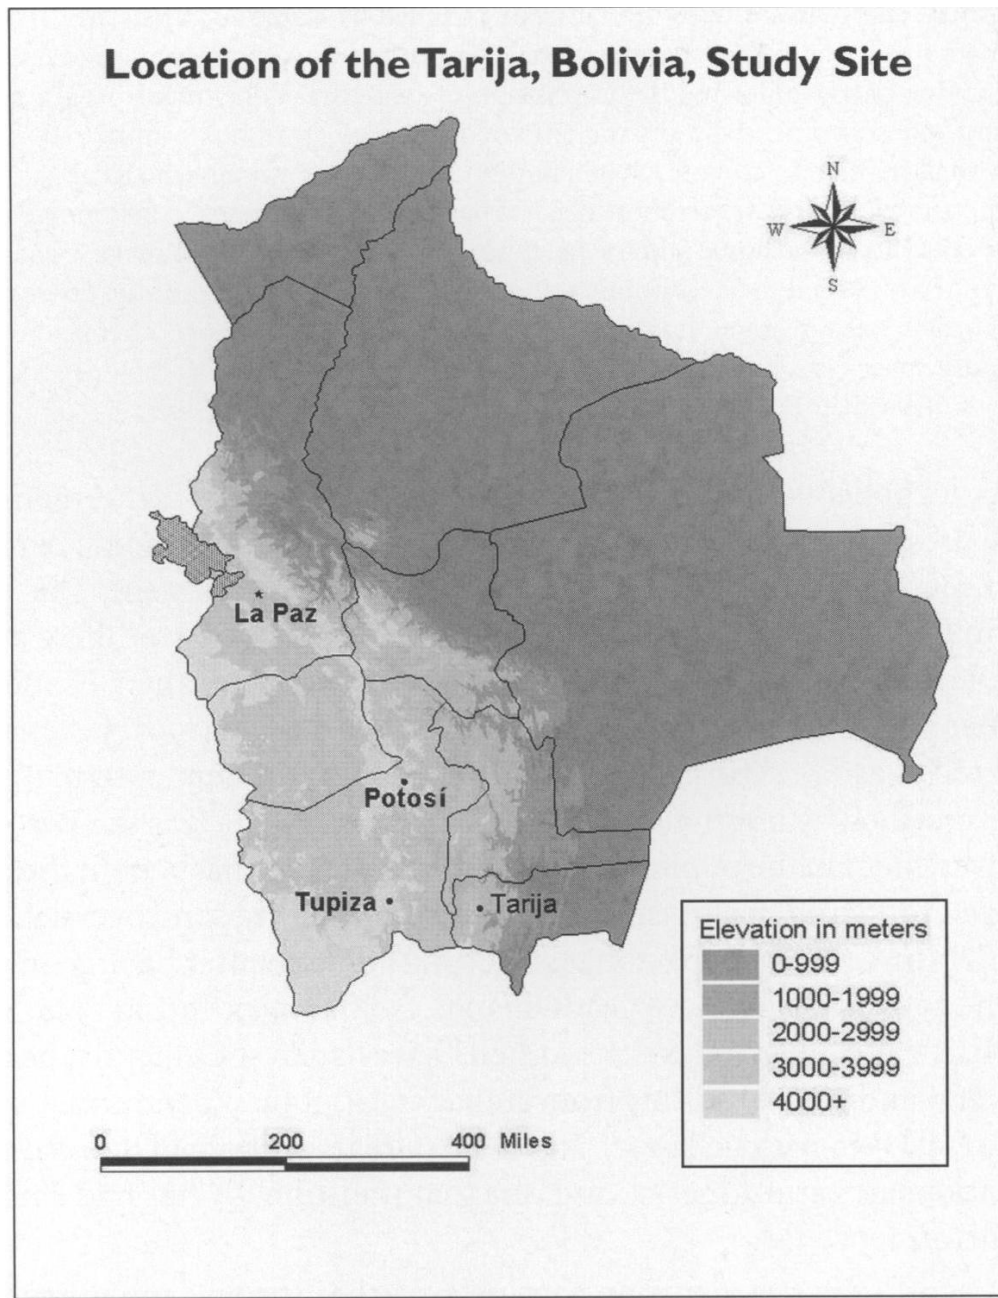 Location of the Tarija, Bolivia, Study Site
N
W E
S
La Paz
Potosí
Tupiza
Tarija
Elevation in meters
0-999
1000-1999
2000-2999
3000-3999
4000+
0 200 400 Miles